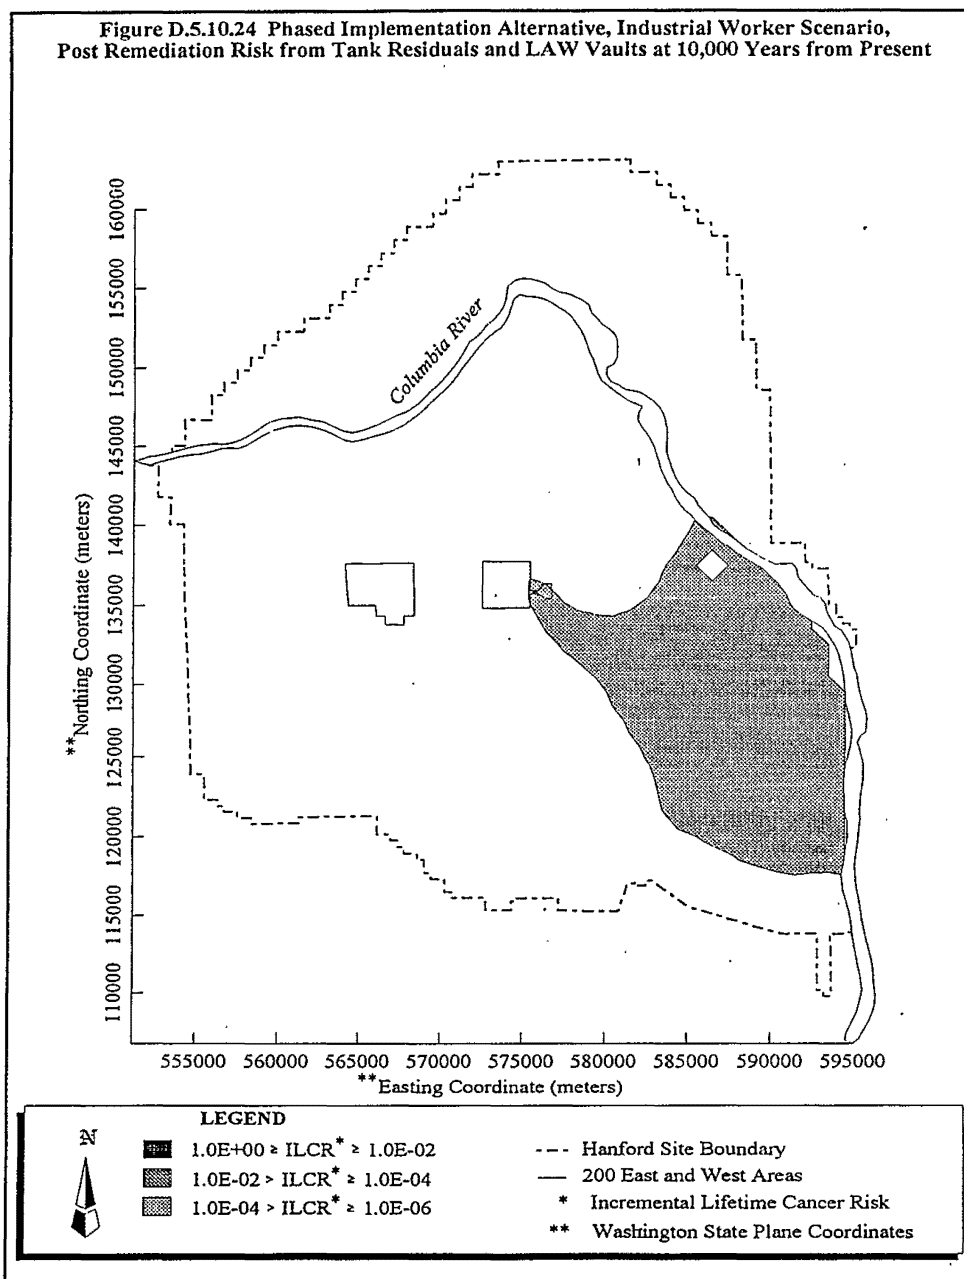 Figure D.5.10.24 Phased Implementation Alternative, Industrial Worker Scenario,
Post Remediation Risk from Tank Residuals and LAW Vaults at 10,000 Years from Present
160000
155000
150000
145000
140000
135000
130000
125000
120000
115000
110000
**Northing Coordinate (meters)
Columbia River
555000 560000 565000 570000 575000 580000 585000 590000 595000
**Easting Coordinate (meters)
LEGEND
N
1.0E+00 ≥ ILCR* ≥ 1.0E-02
1.0E-02 > ILCR* ≥ 1.0E-04
1.0E-04 > ILCR* ≥ 1.0E-06
Hanford Site Boundary
200 East and West Areas
* Incremental Lifetime Cancer Risk
** Washington State Plane Coordinates